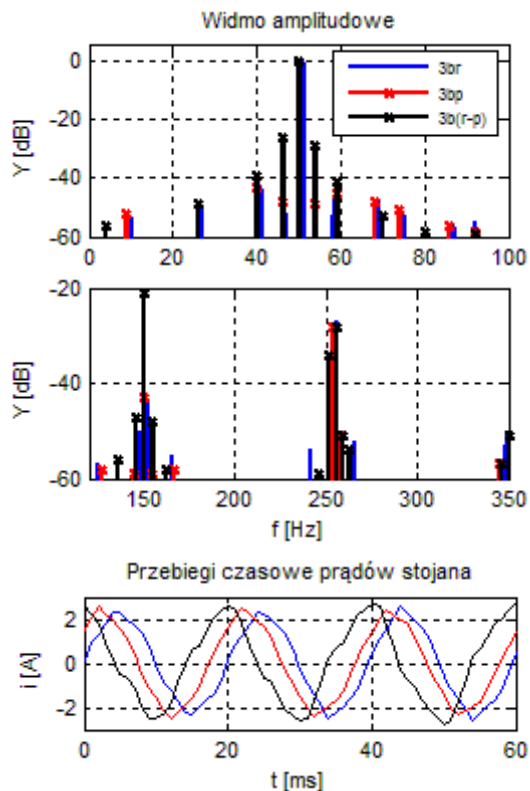 Widmo amplitudowe
Y [dB]
0
-20
-40
-60
0 20 40 60 80 100
3br
3bp
3b(r-p)
Y [dB]
-20
-40
-60
150 200 250 300 350
f [Hz]
Przebiegi czasowe prądów stojana
i [A]
2
0
-2
0 20 40 60
t [ms]